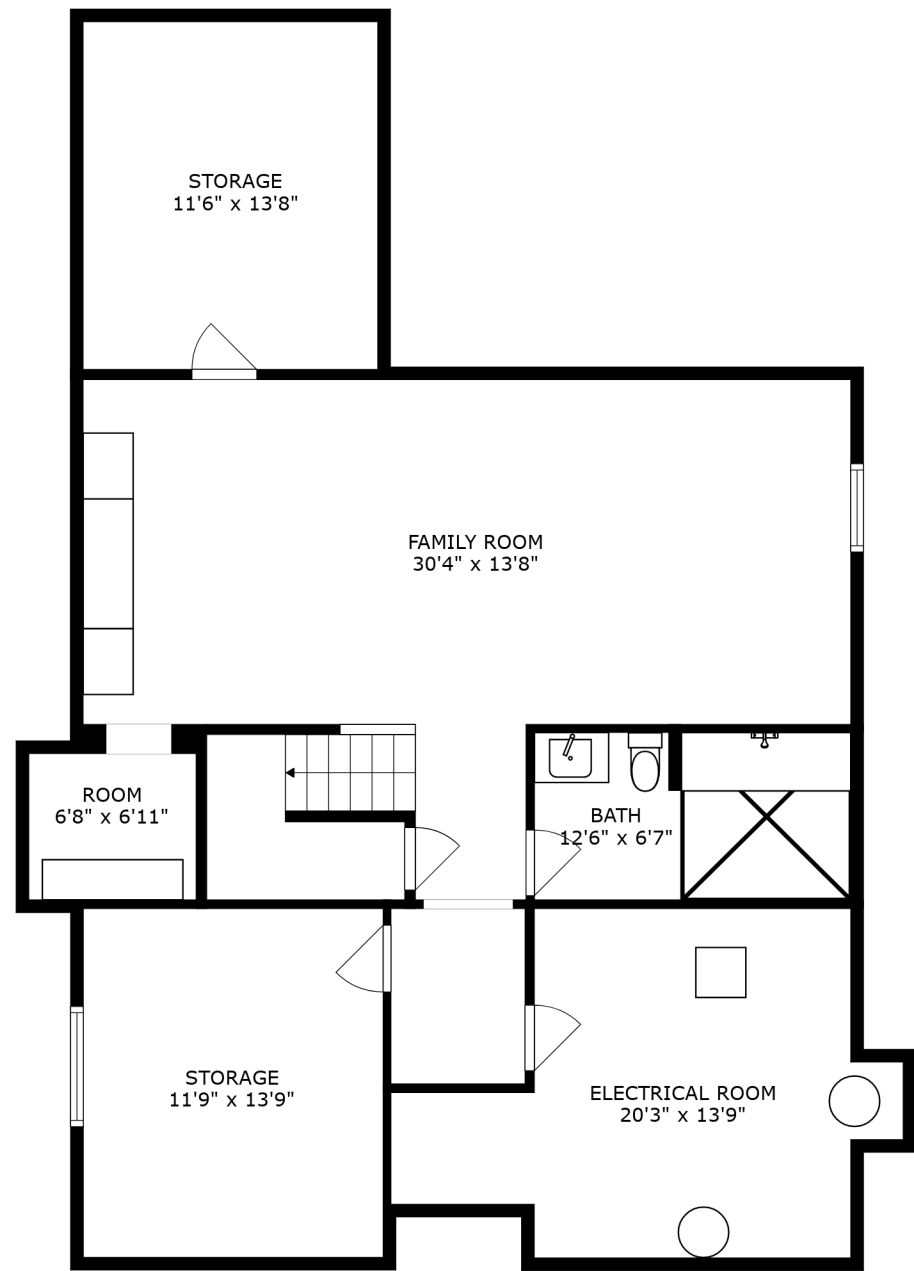 STORAGE
11'6" x 13'8"
FAMILY ROOM
30'4" x 13'8"
ROOM
6'8" x 6'11"
BATH
12'6" x 6'7"
STORAGE
11'9" x 13'9"
ELECTRICAL ROOM
20'3" x 13'9"